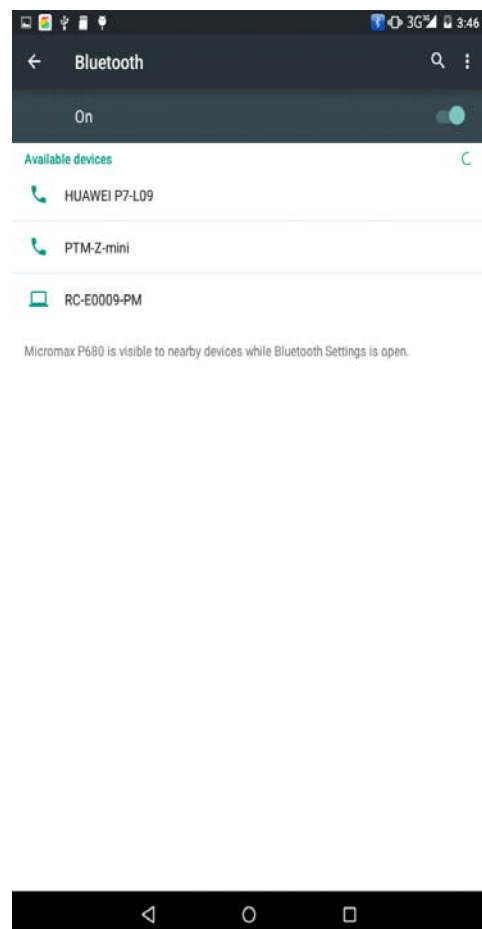 3G 3:46
Bluetooth
On
Available devices
HUAWEI P7-L09
PTM-Z-mini
RC-E0009-PM
Micromax P680 is visible to nearby devices while Bluetooth Settings is open.